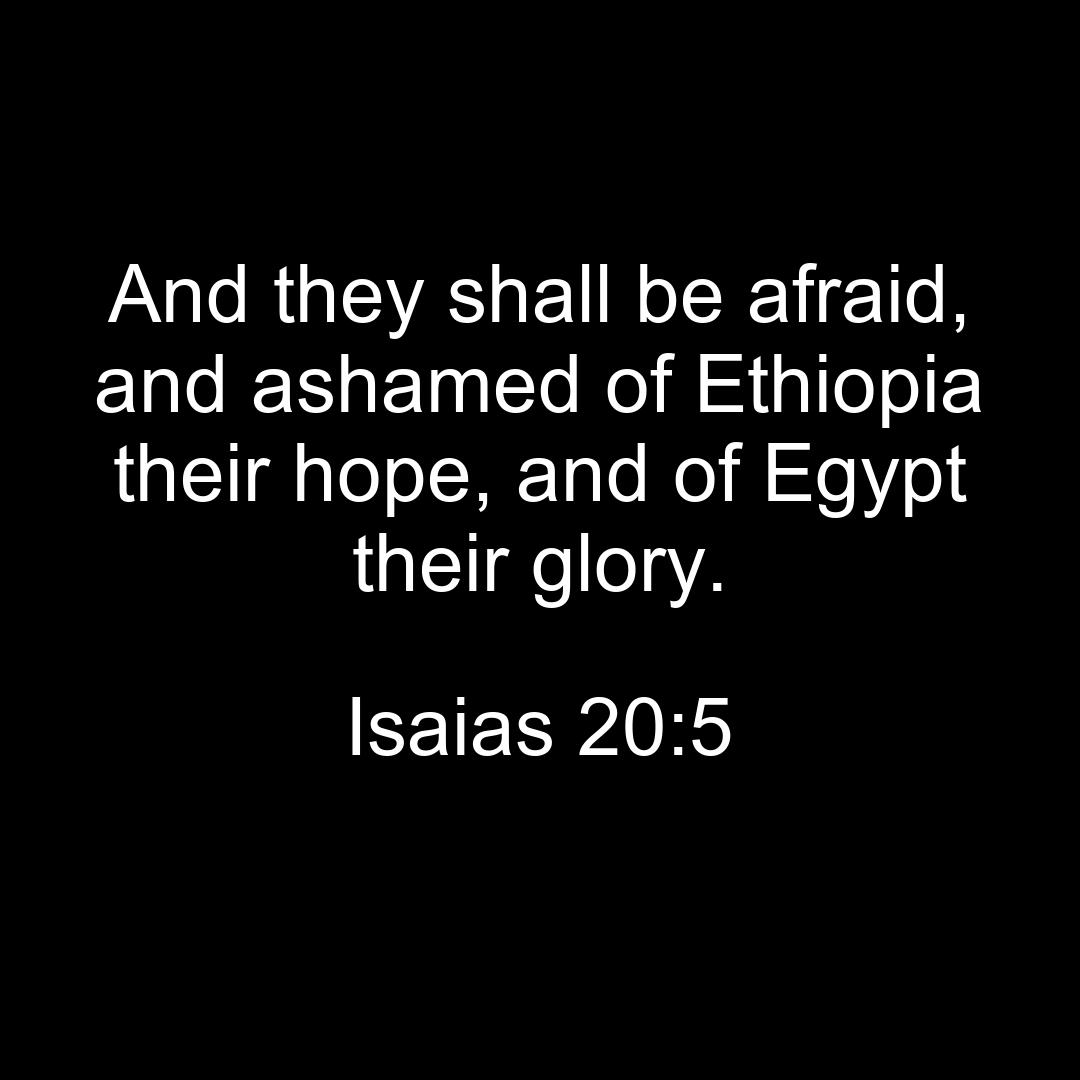 And they shall be afraid,
and ashamed of Ethiopia
their hope, and of Egypt
their glory.
Isaias 20:5